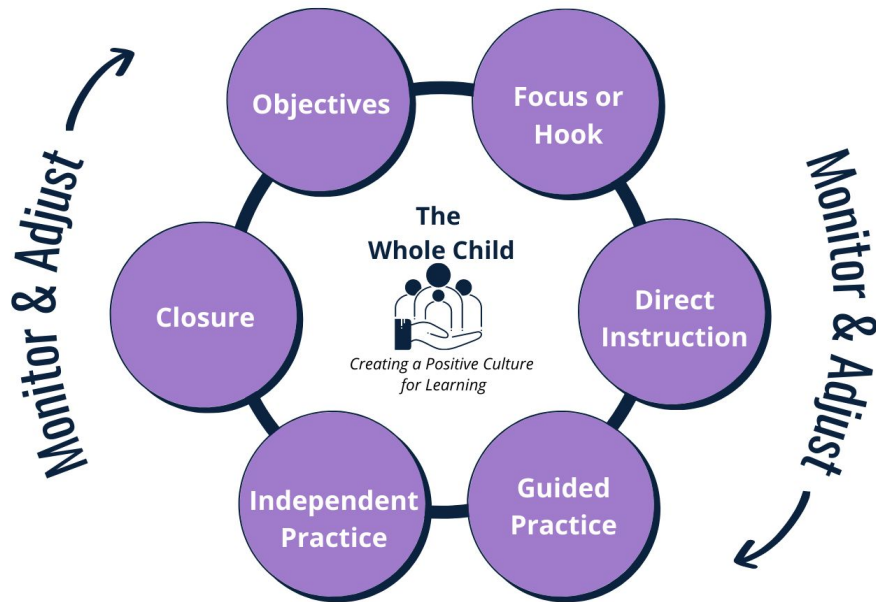 Objectives
Focus or
Hook
Monitor & Adjust
Monitor & Adjust
The
Whole Child
Creating a Positive Culture
for Learning
Closure
Direct
Instruction
Independent
Practice
Guided
Practice